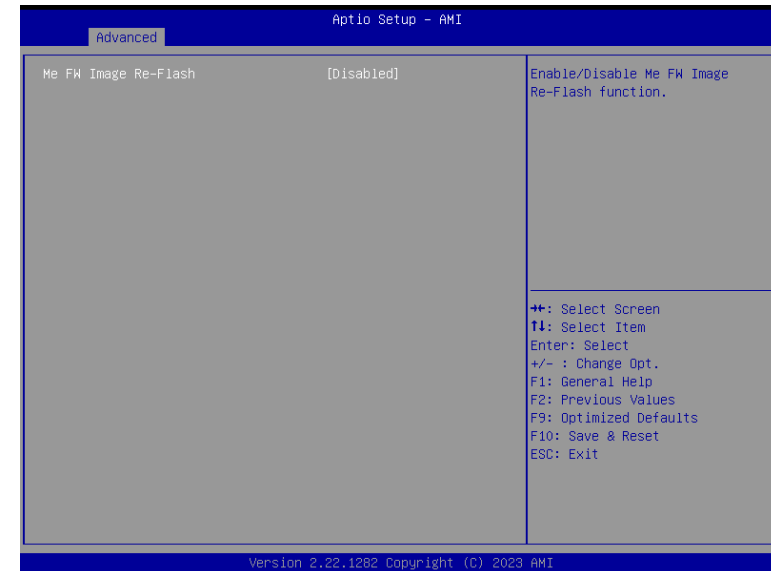 Aptio Setup – AMI
Advanced
Me FW Image Re-Flash [Disabled]
Enable/Disable Me FW Image
Re-Flash function.
→←: Select Screen
↑↓: Select Item
Enter: Select
+/- : Change Opt.
F1: General Help
F2: Previous Values
F9: Optimized Defaults
F10: Save & Reset
ESC: Exit
Version 2.22.1282 Copyright (C) 2023 AMI